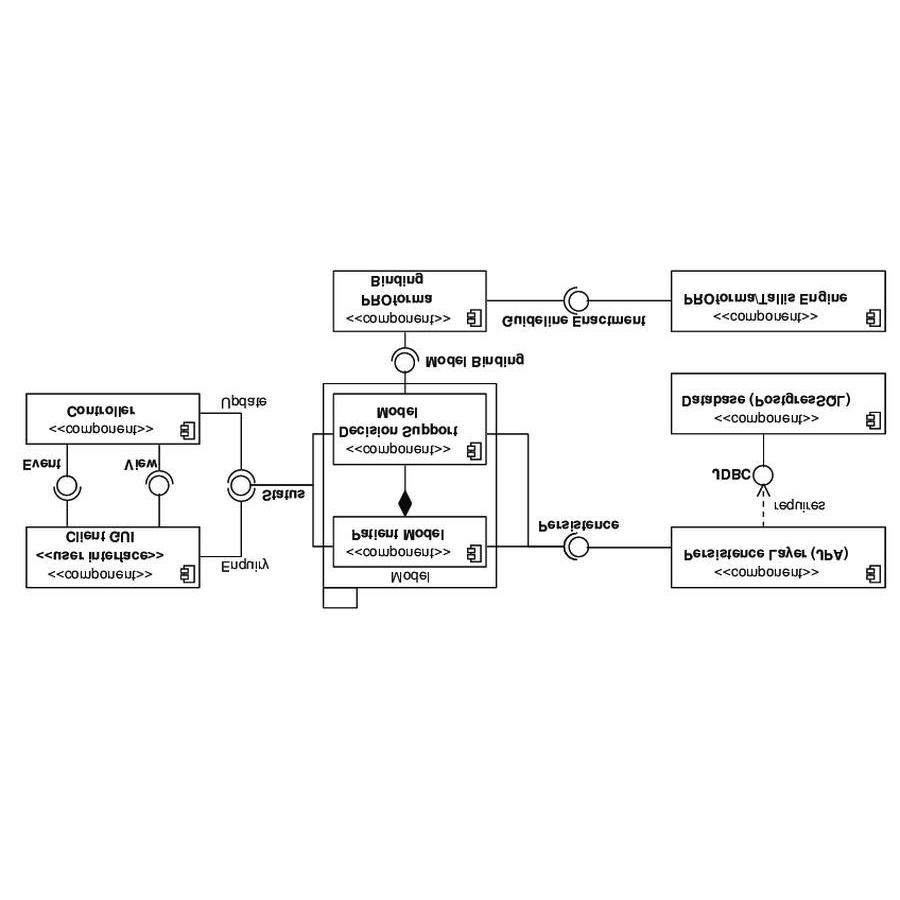 Model
<<component>>
<<user interface>>
Client GUI
Enquiry
<<component>>
Patient Model
Persistence
<<component>>
Persistence Layer (JPA)
requires
JDBC
Status
Event
View
<<component>>
Controller
Update
<<component>>
Decision Support
Model
<<component>>
Database (PostgresSQL)
Model Binding
<<component>>
PROforma
Binding
Guideline Enactment
<<component>>
PROforma/Tallis Engine